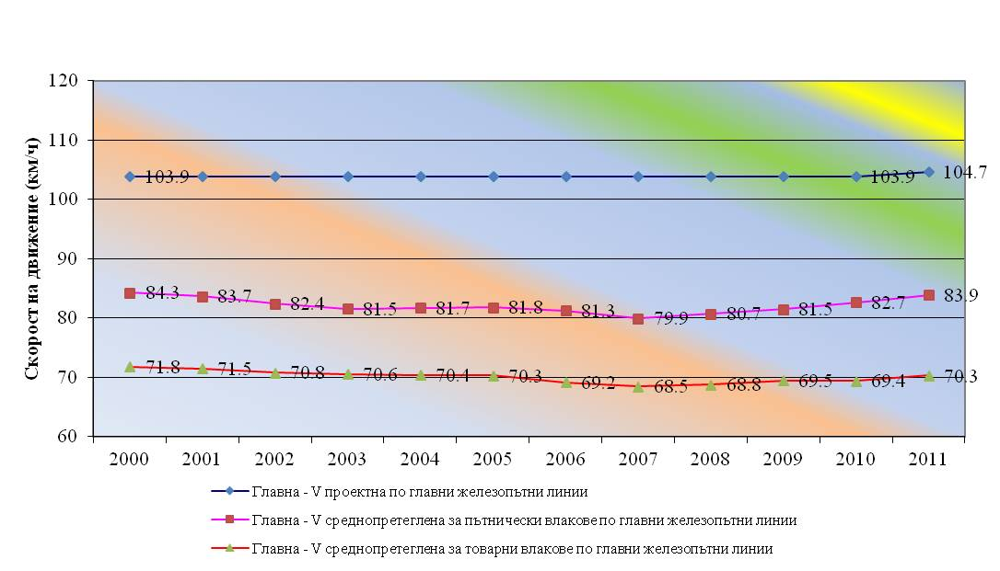 120
110
100
90
80
70
60
Скорост на движение (км/ч)
103.9 103.9 104.7
84.3 83.7 82.4 81.5 81.7 81.8 81.3 79.9 80.7 81.5 82.7 83.9
71.8 71.5 70.8 70.6 70.4 70.3 69.2 68.5 68.8 69.5 69.4 70.3
2000 2001 2002 2003 2004 2005 2006 2007 2008 2009 2010 2011
Главна - V проектна по главни железопътни линии
Главна - V среднопретеглена за пътнически влакове по главни железопътни линии
Главна - V среднопретеглена за товарни влакове по главни железопътни линии